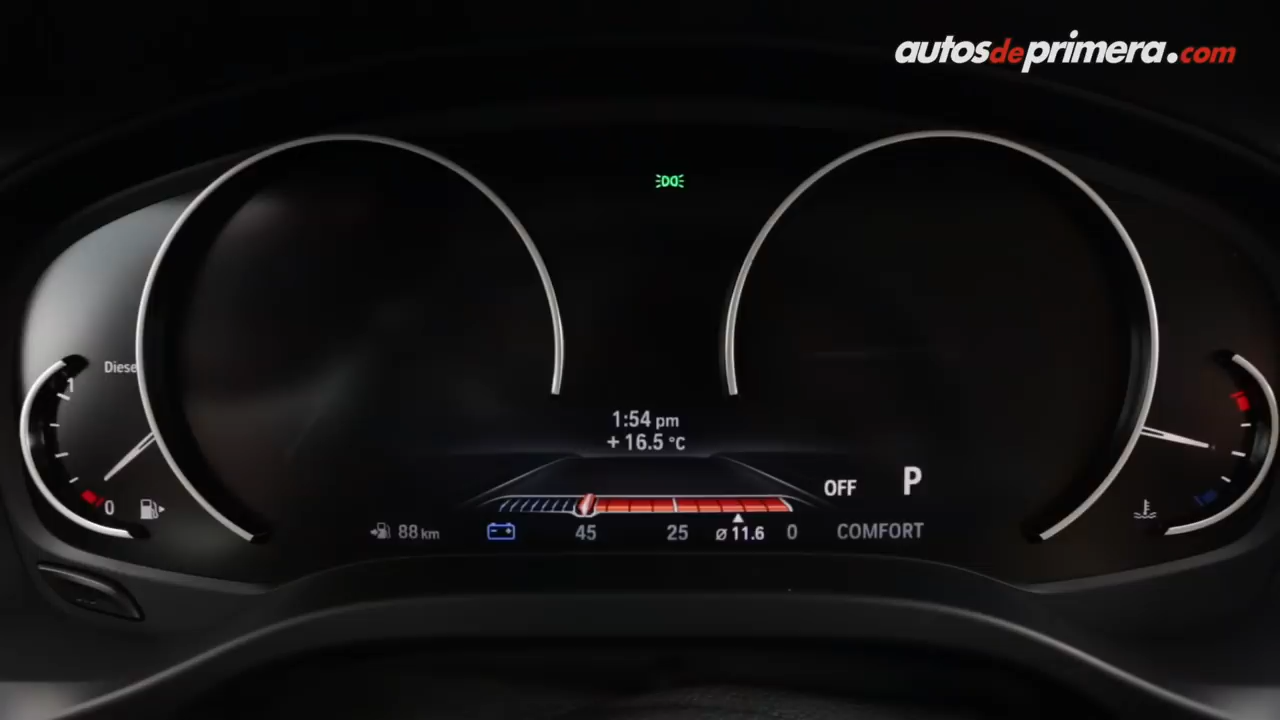 autosdeprimera.com
Diese
1
0
1:54 pm
+ 16.5 °C
OFF
P
88 km
45
25
ø 11.6
0
COMFORT